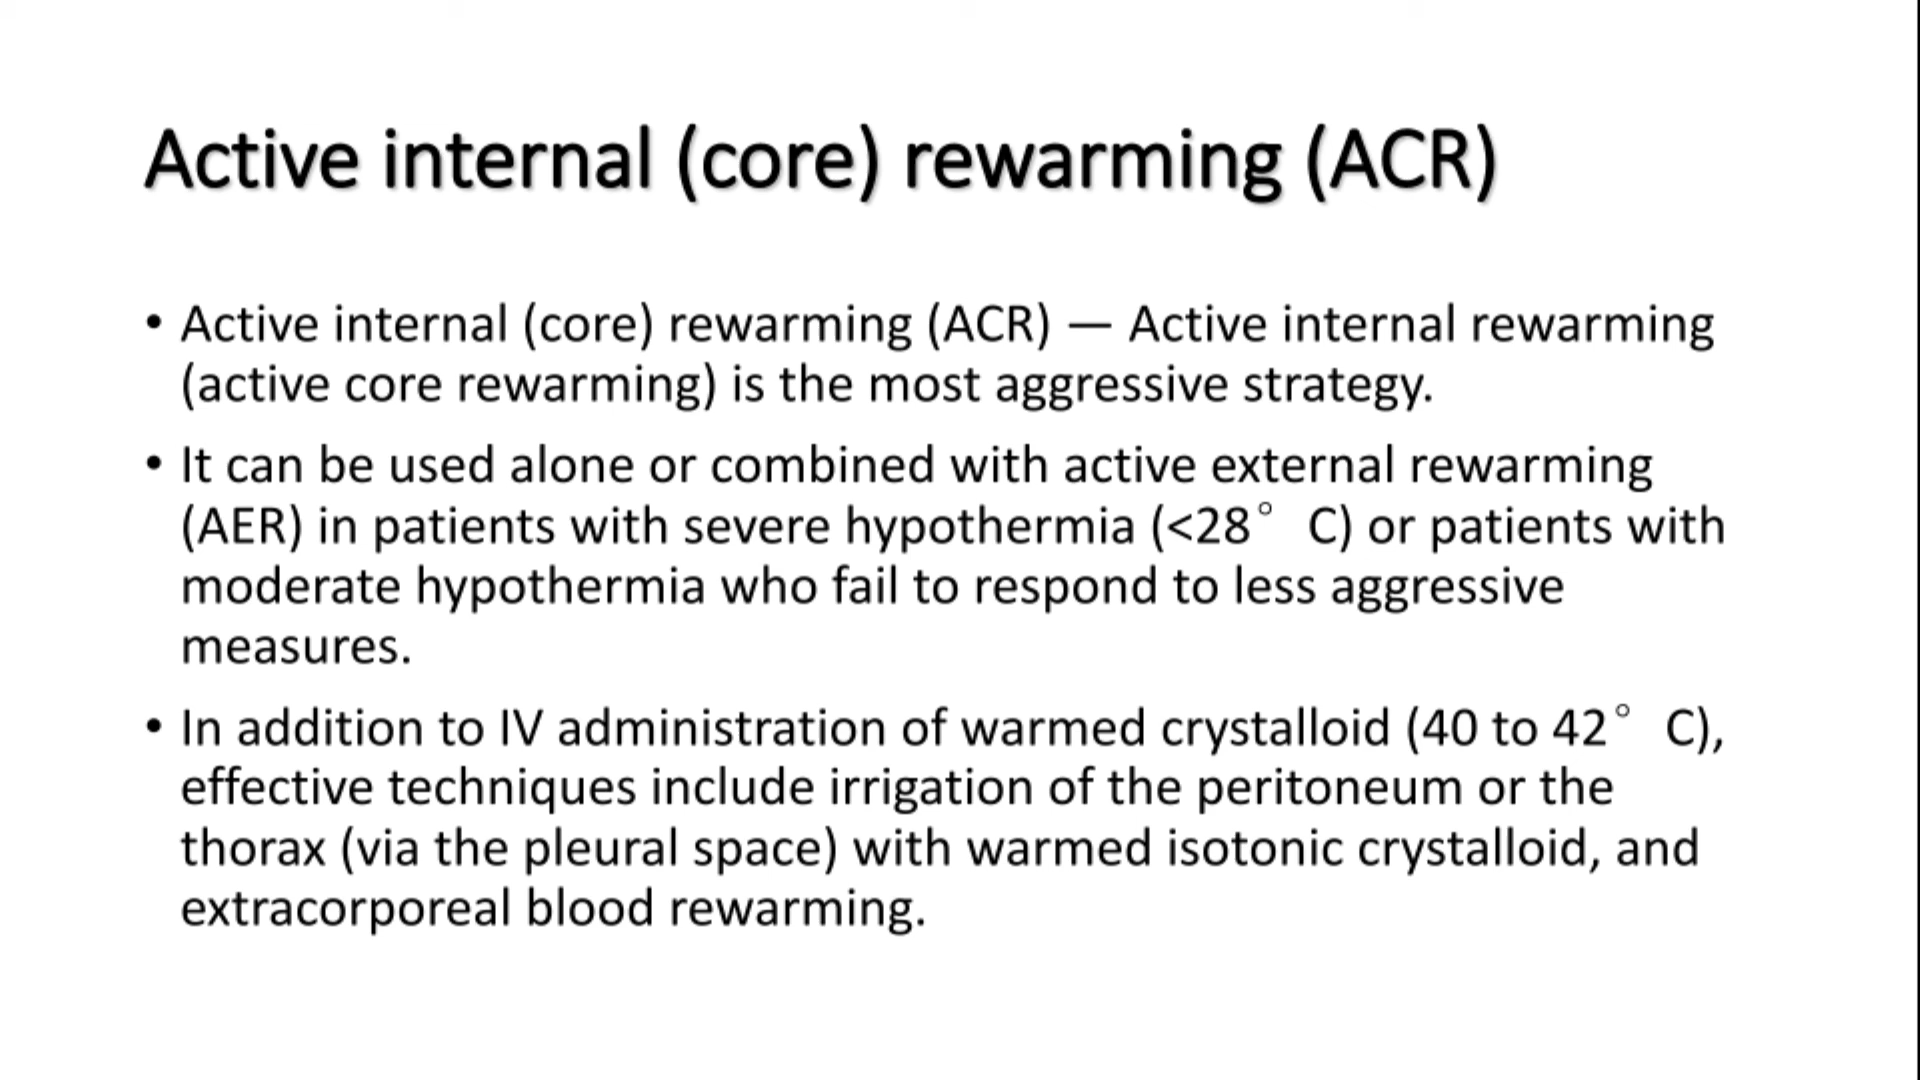 Active internal (core) rewarming (ACR)
• Active internal (core) rewarming (ACR) — Active internal rewarming
(active core rewarming) is the most aggressive strategy.
• It can be used alone or combined with active external rewarming
(AER) in patients with severe hypothermia (<28° C) or patients with
moderate hypothermia who fail to respond to less aggressive
measures.
• In addition to IV administration of warmed crystalloid (40 to 42° C),
effective techniques include irrigation of the peritoneum or the
thorax (via the pleural space) with warmed isotonic crystalloid, and
extracorporeal blood rewarming.